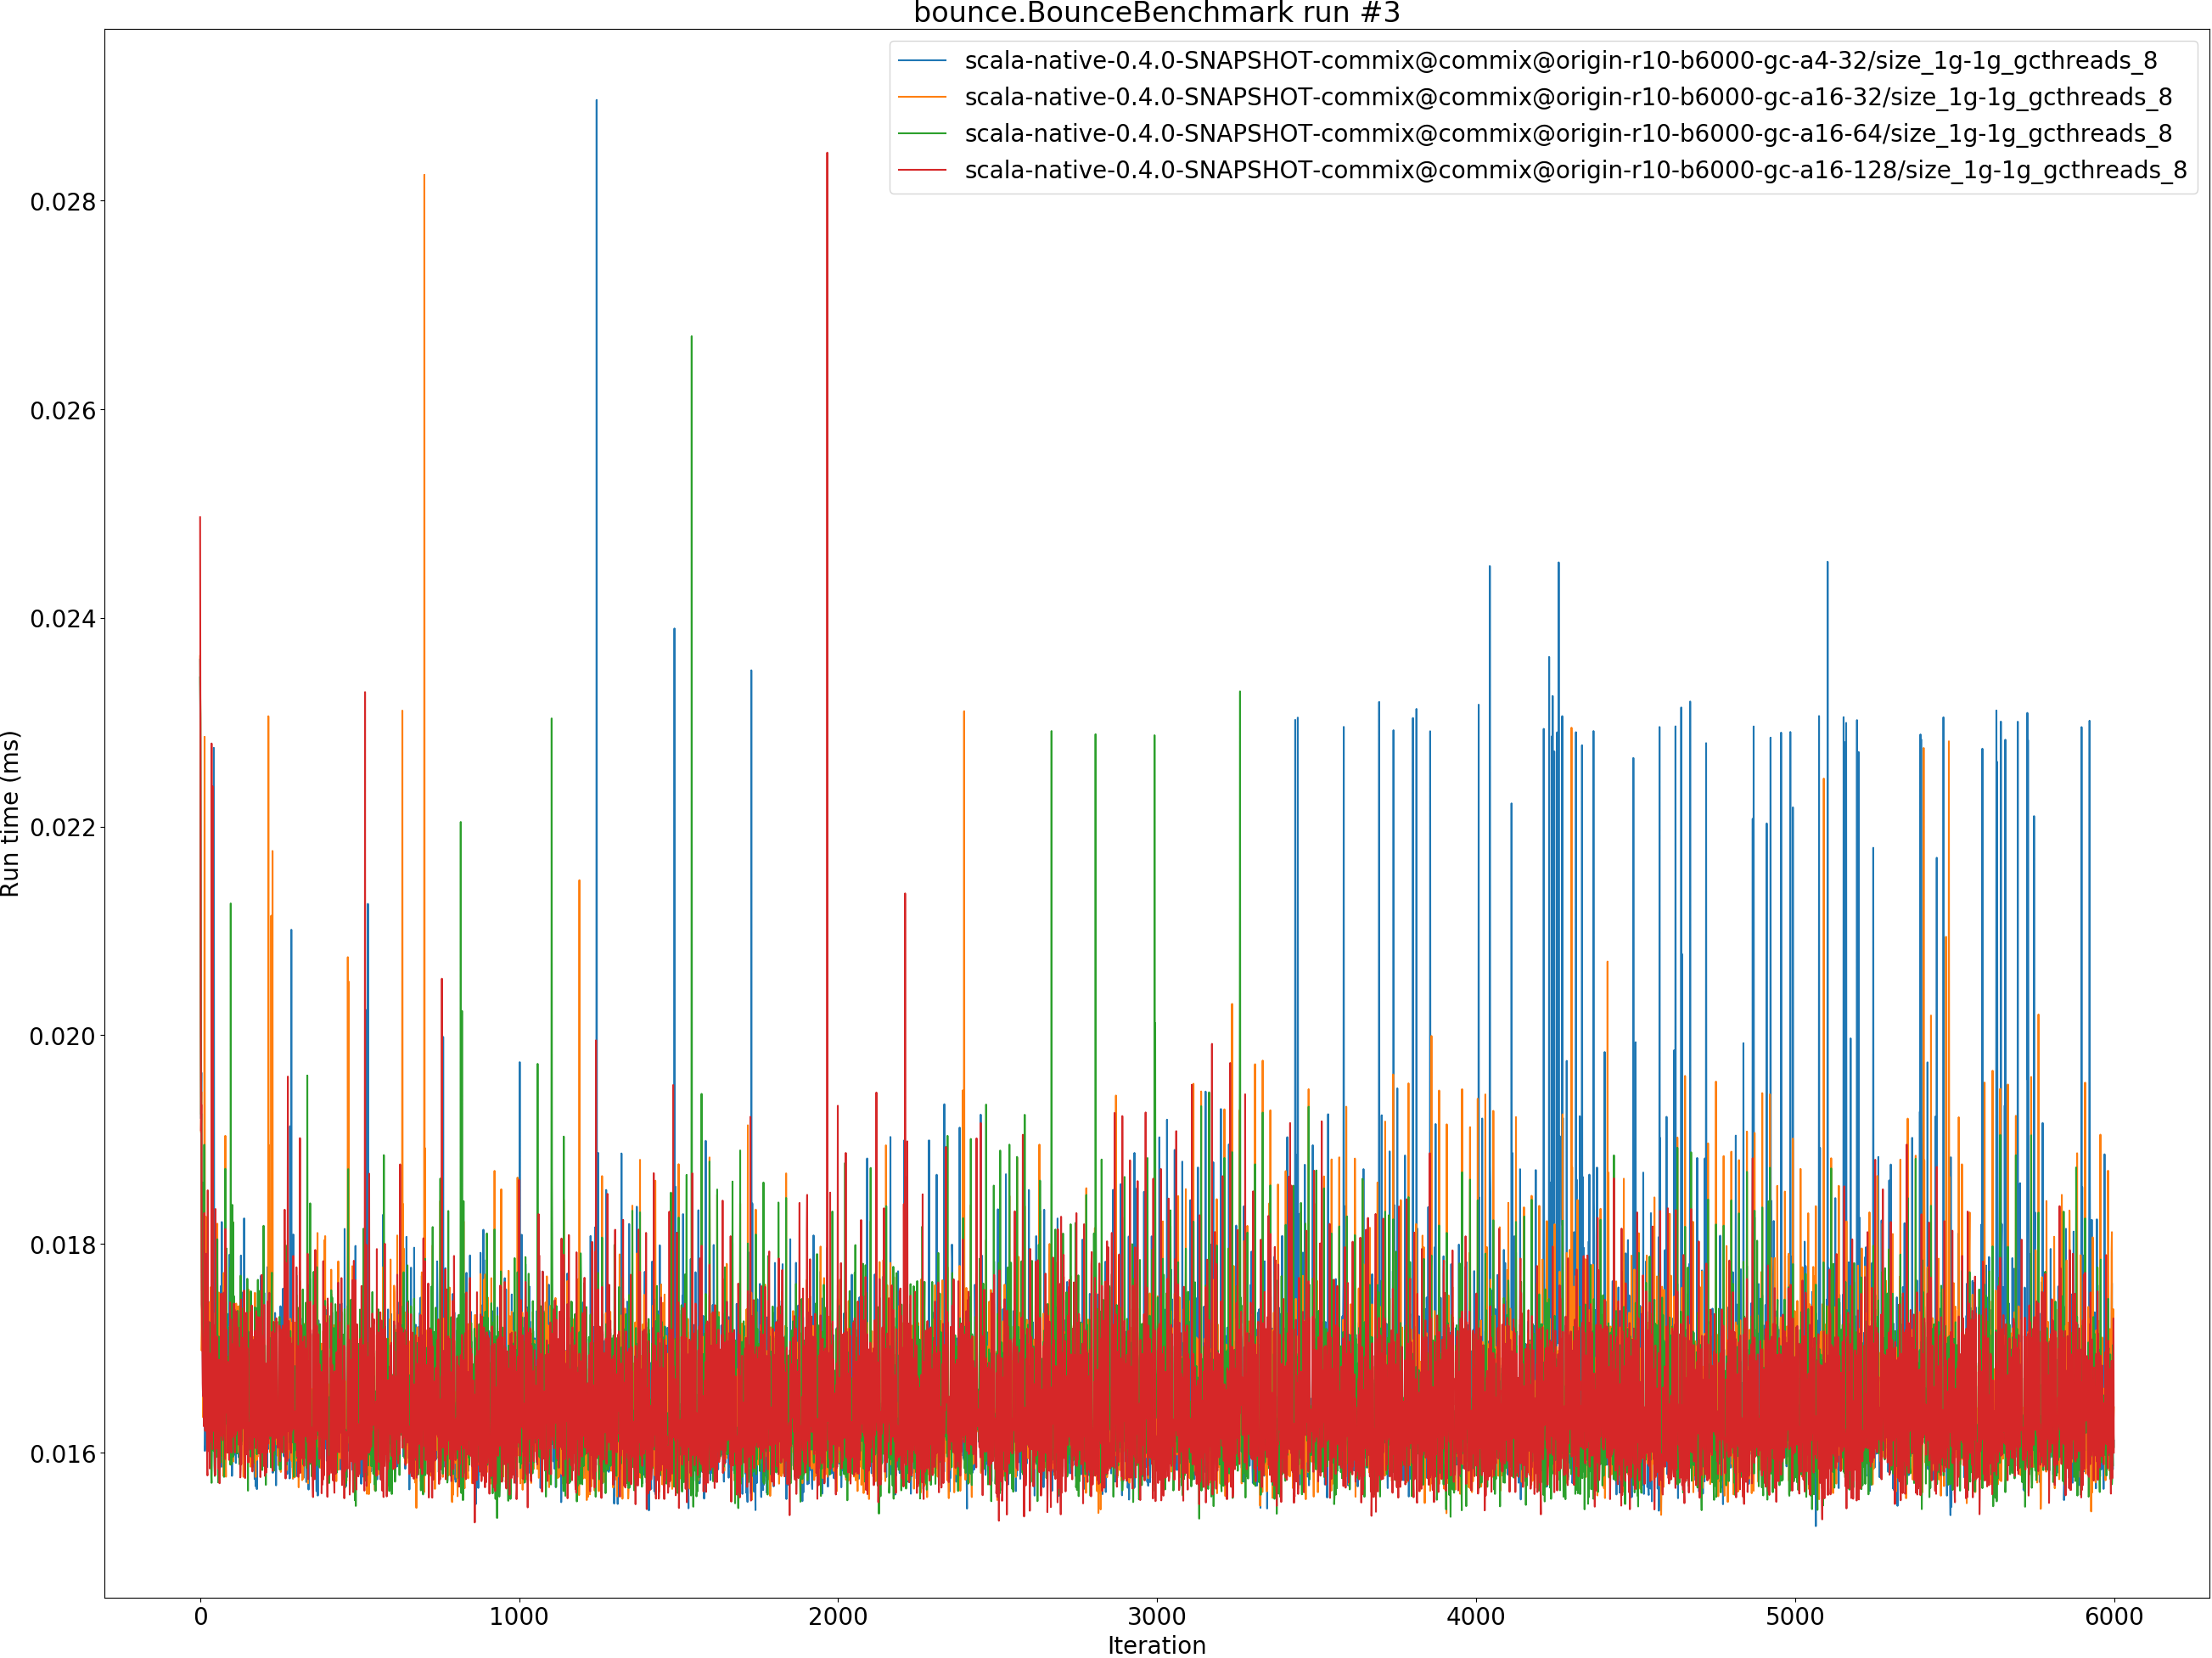 bounce.BounceBenchmark run #3
scala-native-0.4.0-SNAPSHOT-commix@commix@origin-r10-b6000-gc-a4-32/size_1g-1g_gcthreads_8
scala-native-0.4.0-SNAPSHOT-commix@commix@origin-r10-b6000-gc-a16-32/size_1g-1g_gcthreads_8
scala-native-0.4.0-SNAPSHOT-commix@commix@origin-r10-b6000-gc-a16-64/size_1g-1g_gcthreads_8
scala-native-0.4.0-SNAPSHOT-commix@commix@origin-r10-b6000-gc-a16-128/size_1g-1g_gcthreads_8
0.028
0.026
0.024
0.022
0.020
0.018
0.016
Run time (ms)
0 1000 2000 3000 4000 5000 6000
Iteration